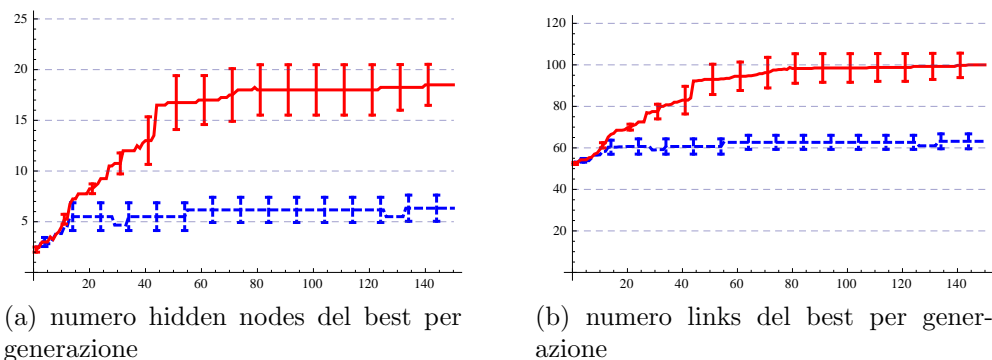 25
20
15
10
5
20 40 60 80 100 120 140
120
100
80
60
40
20
0
20 40 60 80 100 120 140
(a) numero hidden nodes del best per
generazione
(b) numero links del best per gener-
azione